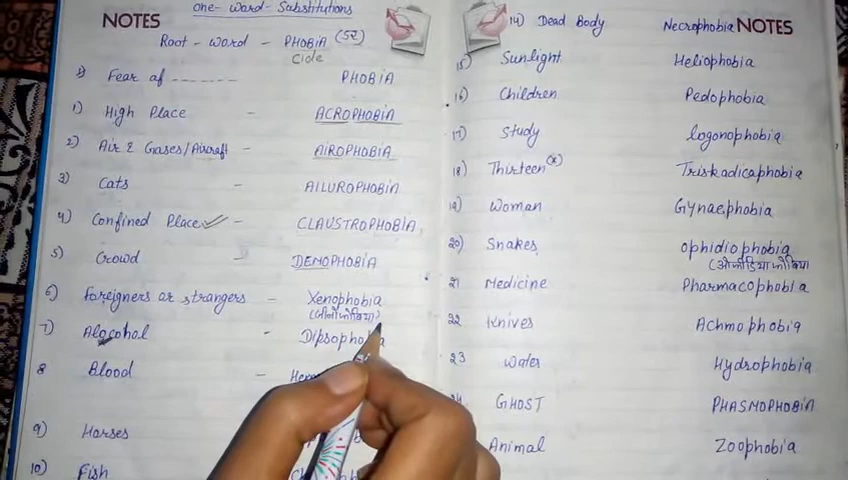 NOTES
one-word-Substitutions
Root-word - PHOBIA (52)
Cide
Fear of ------- PHOBIA
1) High Place - ACROPHOBIA
2) Air & Gases/Aircraft - AIROPHOBIA
3) Cats - AILUROPHOBIA
4) Confined Place - CLAUSTROPHOBIA
5) Crowd - DEMOPHOBIA
6) Foreigners or strangers - Xenophobia
(जीनोफोबिया)
7) Alocohol - Dipsophobia
8 Blood -
9) Horses
10) Fish
NOTES
14) Dead Body Necrophobia
15) Sunlight Heliophobia
16) Children Pedophobia
17) Study Logonophobia
18) Thirteen Triskadicaphobia
19) Woman Gynaephobia
20) Snakes Ophidiophobia
(ओफीडियाफोबिया
21 Medicine Pharmacophobia
22 Knives Achmophobia
23 Water Hydrophobia
24 GHOST PHASMOPHOBIA
Animal Zoophobia